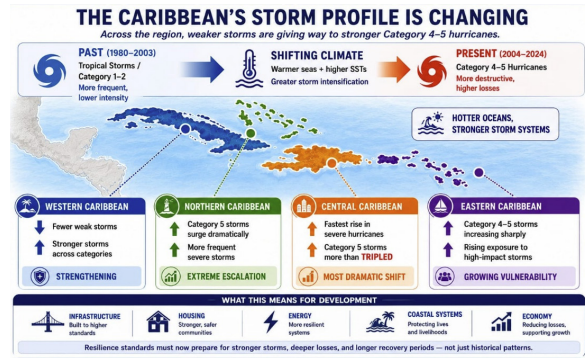 THE CARIBBEAN'S STORM PROFILE IS CHANGING
Across the region, weaker storms are giving way to stronger Category 4–5 hurricanes.
PAST (1980–2003)
Tropical Storms /
Category 1–2
More frequent,
lower intensity
SHIFTING CLIMATE
Warmer seas + higher SSTs
Greater storm intensification
PRESENT (2004–2024)
Category 4–5 Hurricanes
More destructive,
higher losses
HOTTER OCEANS,
STRONGER STORM SYSTEMS
WESTERN CARIBBEAN
Fewer weak storms
Stronger storms
across categories
STRENGTHENING
NORTHERN CARIBBEAN
Category 5 storms
surge dramatically
More frequent
severe storms
EXTREME ESCALATION
CENTRAL CARIBBEAN
Fastest rise in
severe hurricanes
Category 5 storms
more than TRIPLED
MOST DRAMATIC SHIFT
EASTERN CARIBBEAN
Category 4–5 storms
increasing sharply
Rising exposure to
high-impact storms
GROWING VULNERABILITY
WHAT THIS MEANS FOR DEVELOPMENT
INFRASTRUCTURE
Built to higher
standards
HOUSING
Stronger, safer
communities
ENERGY
More resilient
systems
COASTAL SYSTEMS
Protecting lives
and livelihoods
ECONOMY
Reducing losses,
supporting growth
Resilience standards must now prepare for stronger storms, deeper losses, and longer recovery periods — not just historical patterns.